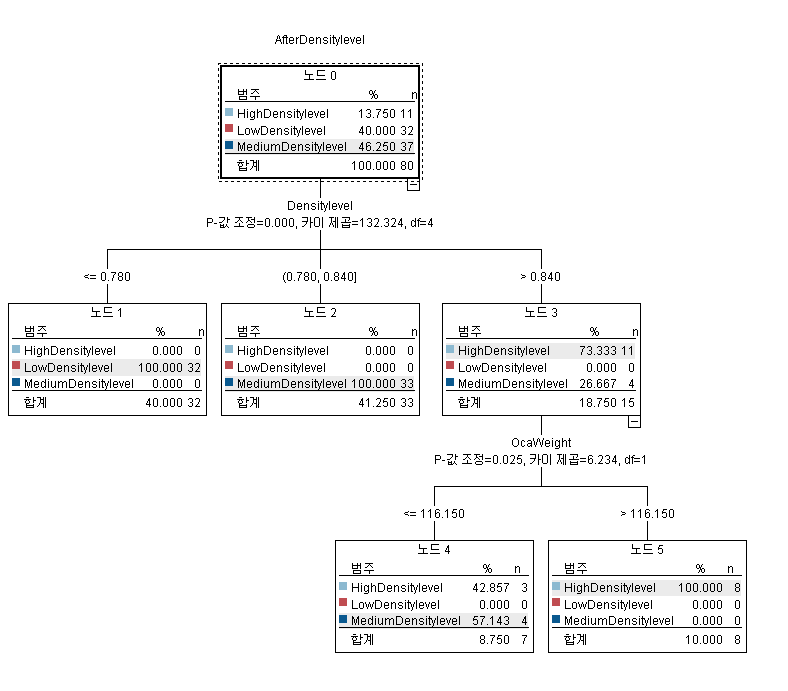 AfterDensitylevel
노드 0
범주 % n
HighDensitylevel 13.750 11
LowDensitylevel 40.000 32
MediumDensitylevel 46.250 37
합계 100.000 80
Densitylevel
P-값 조정=0.000, 카이 제곱=132.324, df=4
<= 0.780
(0.780, 0.840]
> 0.840
노드 1
범주 % n
HighDensitylevel 0.000 0
LowDensitylevel 100.000 32
MediumDensitylevel 0.000 0
합계 40.000 32
노드 2
범주 % n
HighDensitylevel 0.000 0
LowDensitylevel 0.000 0
MediumDensitylevel 100.000 33
합계 41.250 33
노드 3
범주 % n
HighDensitylevel 73.333 11
LowDensitylevel 0.000 0
MediumDensitylevel 26.667 4
합계 18.750 15
OcaWeight
P-값 조정=0.025, 카이 제곱=6.234, df=1
<= 116.150
> 116.150
노드 4
범주 % n
HighDensitylevel 42.857 3
LowDensitylevel 0.000 0
MediumDensitylevel 57.143 4
합계 8.750 7
노드 5
범주 % n
HighDensitylevel 100.000 8
LowDensitylevel 0.000 0
MediumDensitylevel 0.000 0
합계 10.000 8